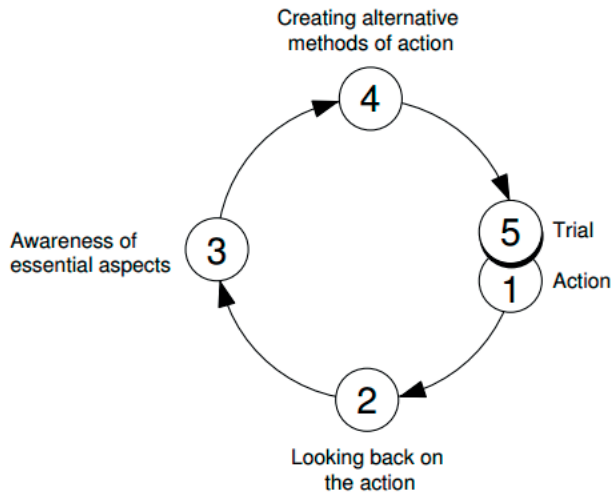 Creating alternative
methods of action
4
5
Trial
Awareness of
essential aspects
3
1
Action
2
Looking back on
the action